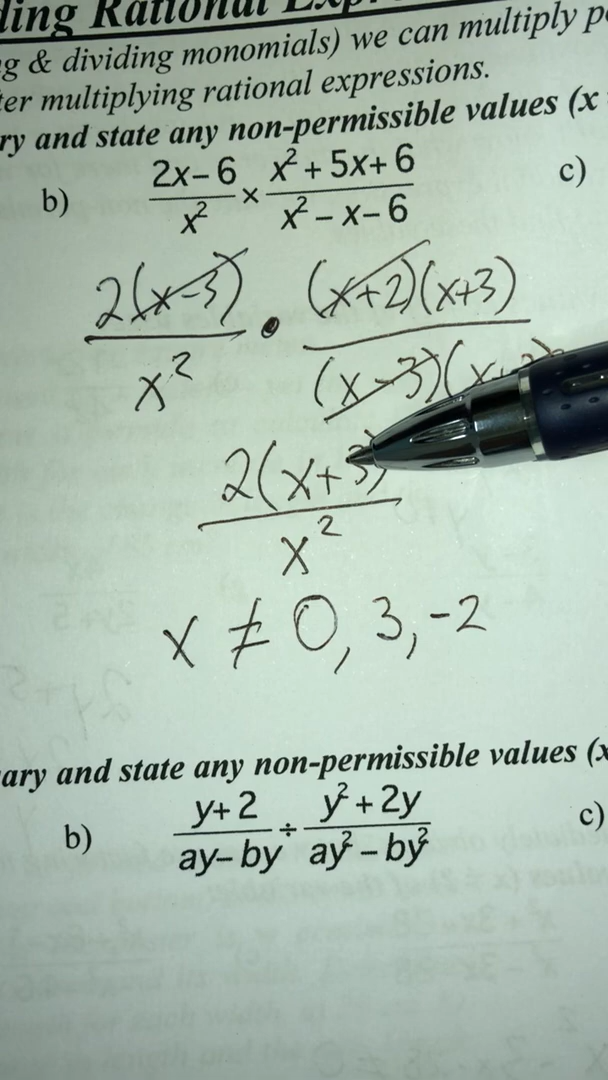 ding Rational Expr
g & dividing monomials) we can multiply p
ter multiplying rational expressions.
ry and state any non-permissible values (x
b) 2x-6/x² × x²+5x+6/x²-x-6 c)
2(x-3)/x² • (x+2)(x+3)/(x-3)(x+2)
2(x+3)/x²
x ≠ 0, 3, -2
ary and state any non-permissible values (x
b) y+2/ay-by ÷ y²+2y/ay²-by² c)